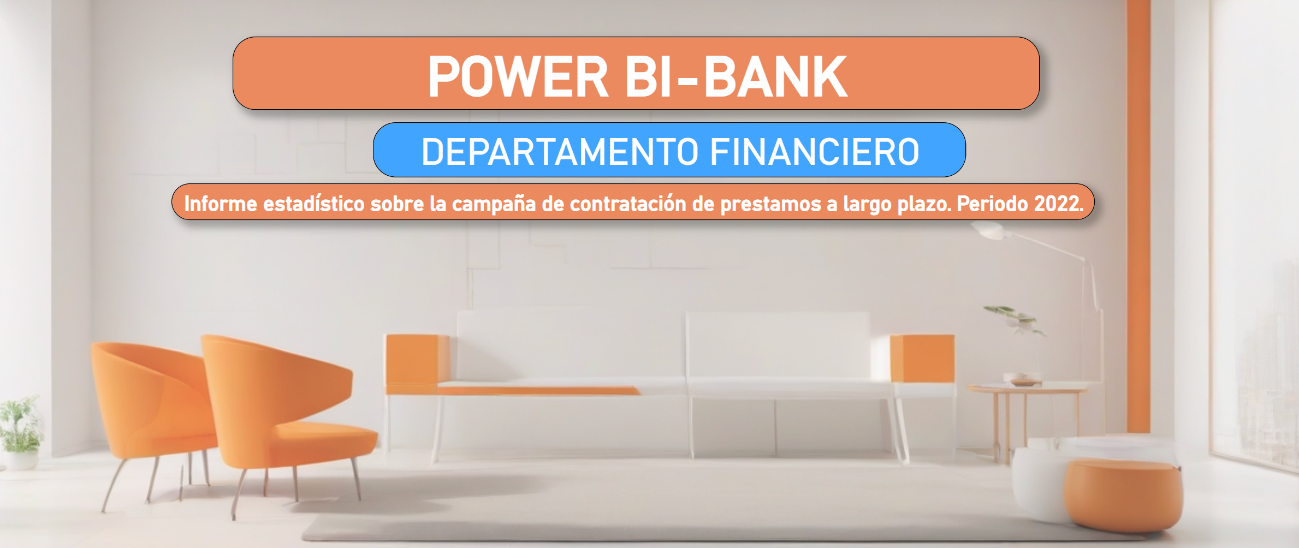 POWER BI-BANK
DEPARTAMENTO FINANCIERO
Informe estadístico sobre la campaña de contratación de prestamos a largo plazo. Periodo 2022.